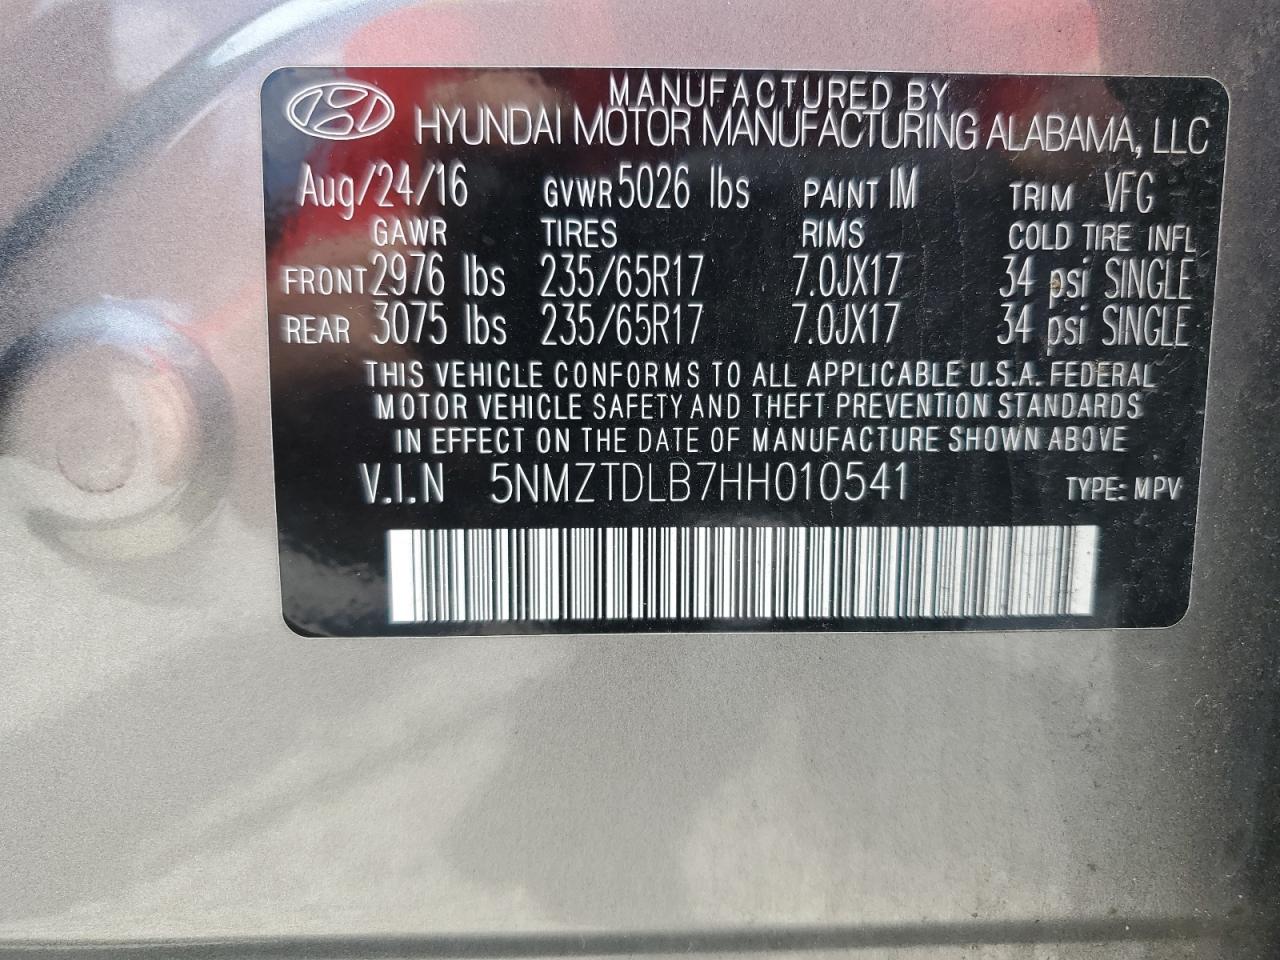 MANUFACTURED BY
HYUNDAI MOTOR MANUFACTURING ALABAMA, LLC
Aug/24/16 GVWR 5026 lbs PAINT IM TRIM VFG
GAWR TIRES RIMS COLD TIRE INFL
FRONT 2976 lbs 235/65R17 7.0JX17 34 psi SINGLE
REAR 3075 lbs 235/65R17 7.0JX17 34 psi SINGLE
THIS VEHICLE CONFORMS TO ALL APPLICABLE U.S.A. FEDERAL
MOTOR VEHICLE SAFETY AND THEFT PREVENTION STANDARDS
IN EFFECT ON THE DATE OF MANUFACTURE SHOWN ABOVE
V.I.N 5NMZTDLB7HH010541 TYPE: MPV